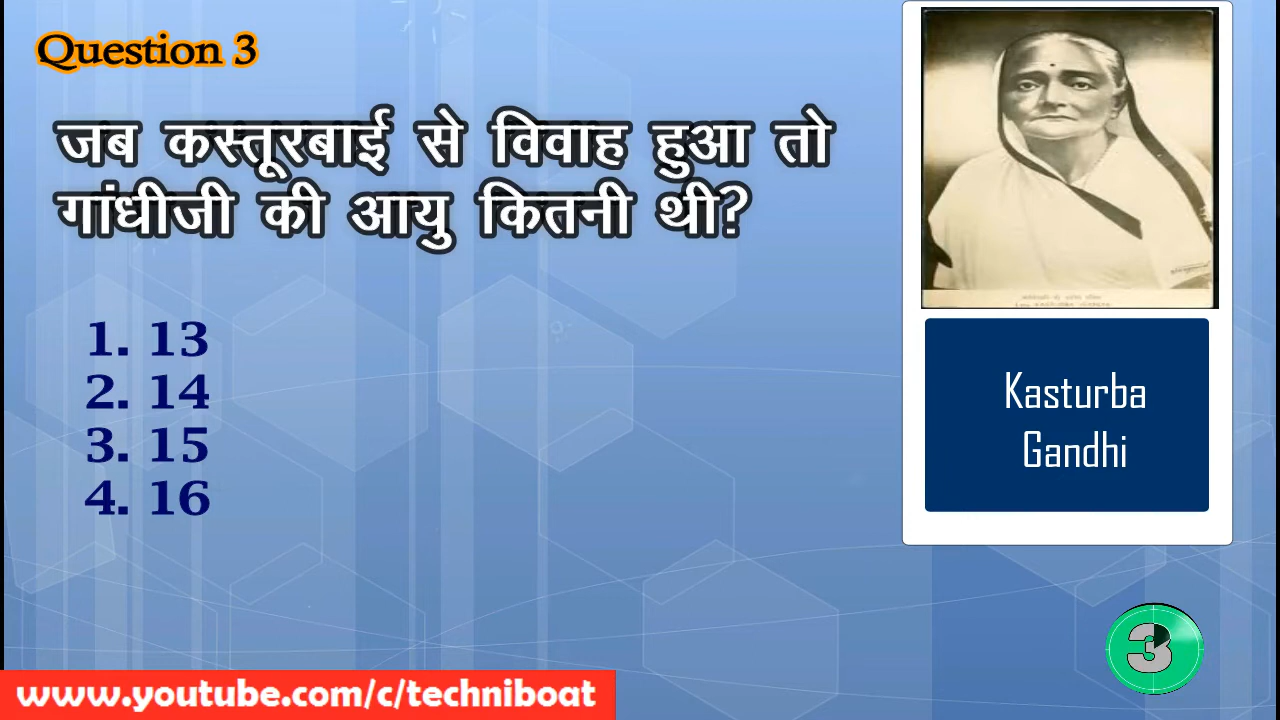 Question 3
जब कस्तूरबाई से विवाह हुआ तो
गांधीजी की आयु कितनी थी?
1. 13
2. 14
3. 15
4. 16
Kasturba
Gandhi
3
www.youtube.com/c/techniboat